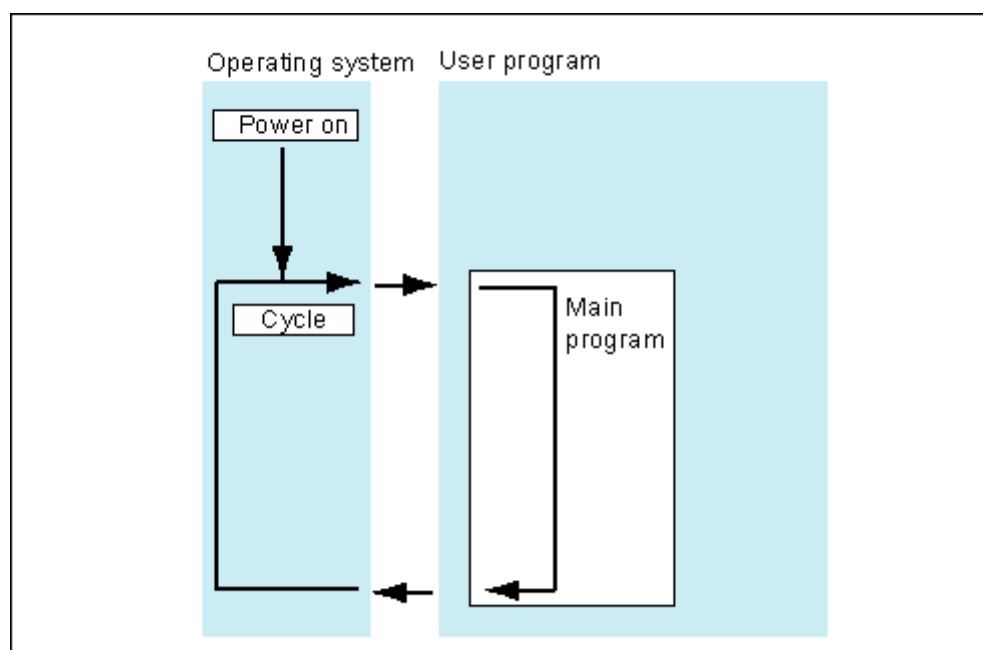 Operating system
User program
Power on
Cycle
Main
program